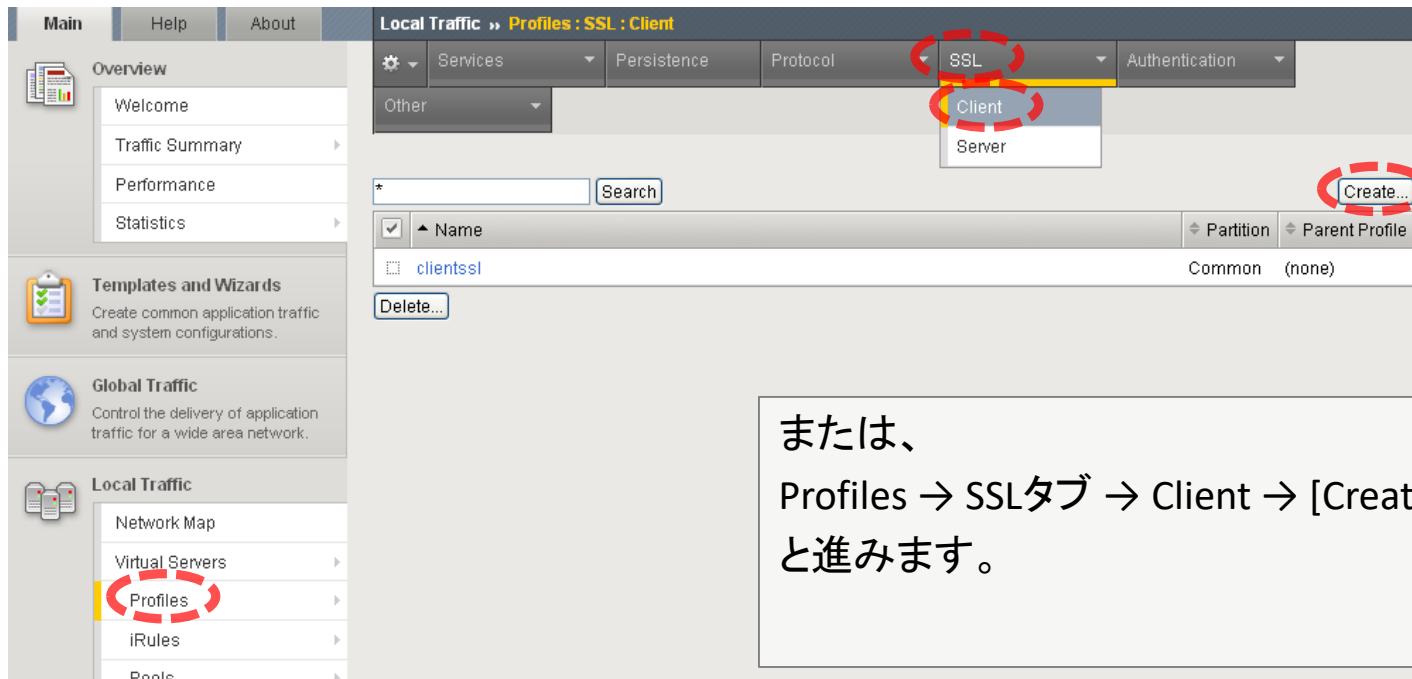 Main Help About
Local Traffic » Profiles : SSL : Client
Services Persistence Protocol SSL Authentication
Other
Client
Server
Overview
Welcome
Traffic Summary
Performance
Statistics
Templates and Wizards
Create common application traffic
and system configurations.
Global Traffic
Control the delivery of application
traffic for a wide area network.
Local Traffic
Network Map
Virtual Servers
Profiles
iRules
Pools
* Search Create...
Name Partition Parent Profile
clientssl Common (none)
Delete...
または、
Profiles → SSLタブ → Client → [Creat
と進みます。